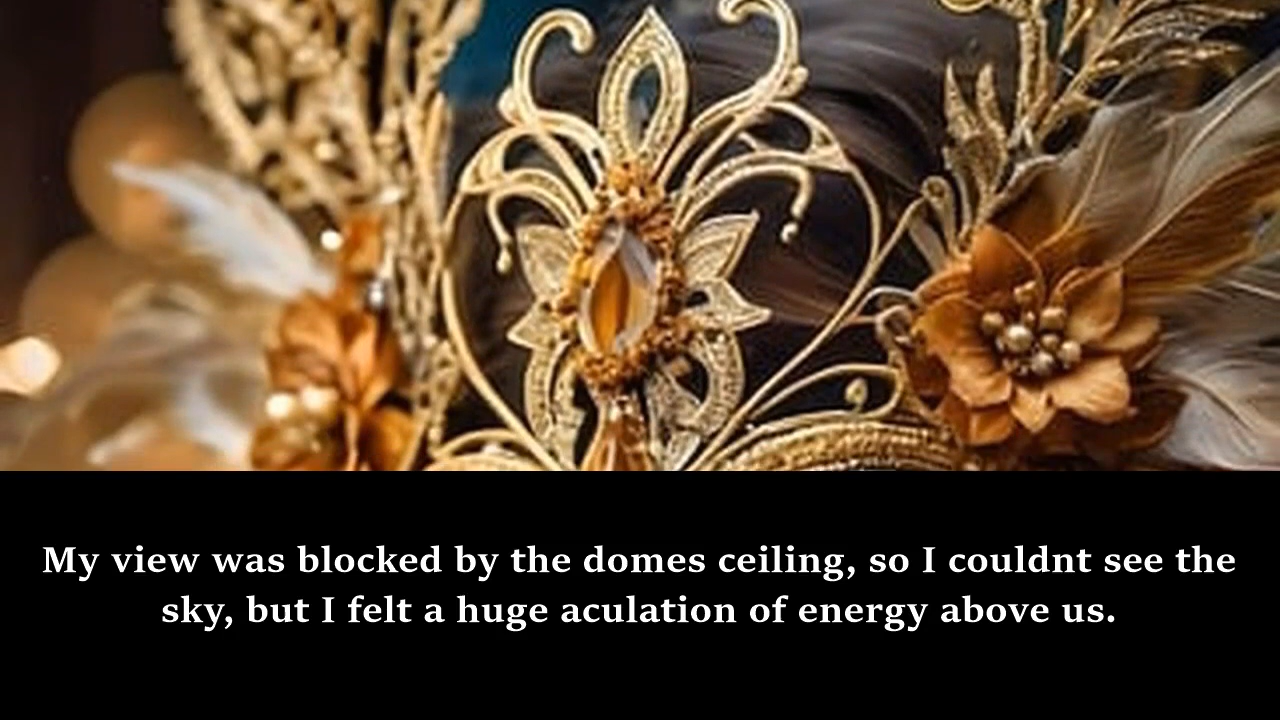 My view was blocked by the domes ceiling, so I couldnt see the
sky, but I felt a huge aculation of energy above us.